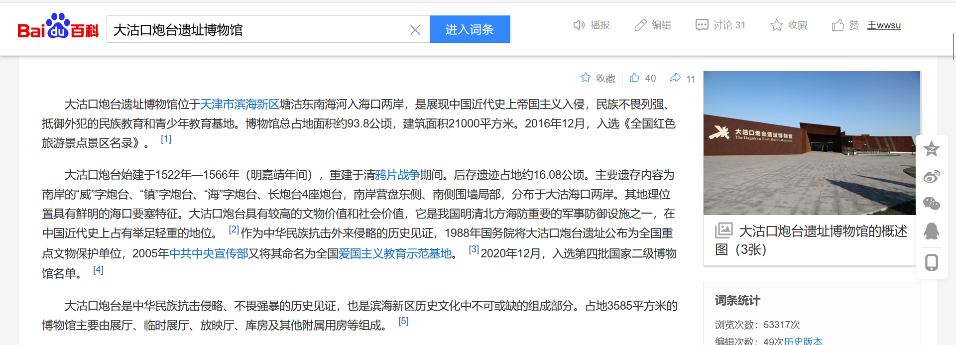 Bai du 百科
大沽口炮台遗址博物馆
进入词条
播报
编辑
讨论 31
收藏
赞
王wwsu
收藏 40 11
大沽口炮台遗址博物馆位于天津市滨海新区塘沽东南海河入海口两岸，是展现中国近代史上帝国主义入侵，民族不畏列强、
抵御外犯的民族教育和青少年教育基地。博物馆总占地面积约93.8公顷，建筑面积21000平方米。2016年12月，入选《全国红色
旅游景点景区名录》。 [1]
大沽口炮台始建于1522年—1566年（明嘉靖年间），重建于清鸦片战争期间。后存遗迹占地约16.08公顷。主要遗存内容为
南岸的“威”字炮台、“镇”字炮台、“海”字炮台、长炮台4座炮台，南岸营盘东侧、南侧围墙局部，分布于大沽海口两岸。其地理位
置具有鲜明的海口要塞特征。大沽口炮台具有较高的文物价值和社会价值，它是我国明清北方海防重要的军事防御设施之一，在
中国近代史上占有举足轻重的地位。 [2] 作为中华民族抗击外来侵略的历史见证，1988年国务院将大沽口炮台遗址公布为全国重
点文物保护单位，2005年中共中央宣传部又将其命名为全国爱国主义教育示范基地。 [3] 2020年12月，入选第四批国家二级博物
馆名单。 [4]
大沽口炮台是中华民族抗击侵略、不畏强暴的历史见证，也是滨海新区历史文化中不可或缺的组成部分。占地3585平方米的
博物馆主要由展厅、临时展厅、放映厅、库房及其他附属用房等组成。 [5]
大沽口炮台遗址博物馆
大沽口炮台遗址博物馆的概述
图（3张）
词条统计
浏览次数：53317次
编辑次数：49次历史版本